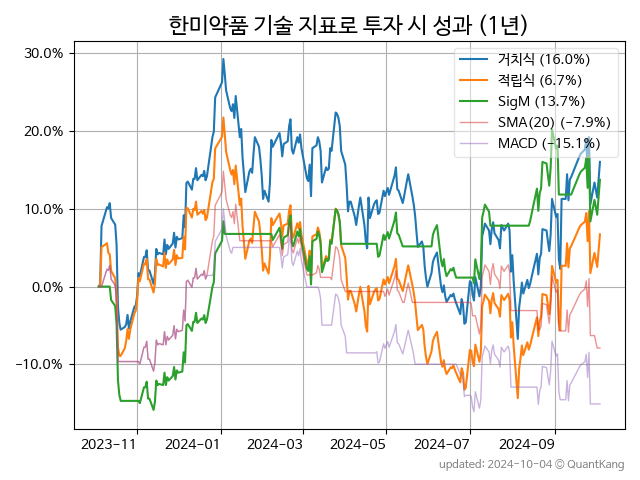 한미약품 기술 지표로 투자 시 성과 (1년)
30.0%
20.0%
10.0%
0.0%
−10.0%
거치식 (16.0%)
적립식 (6.7%)
SigM (13.7%)
SMA(20) (−7.9%)
MACD (−15.1%)
2023−11
2024−01
2024−03
2024−05
2024−07
2024−09
updated: 2024-10-04 © QuantKang